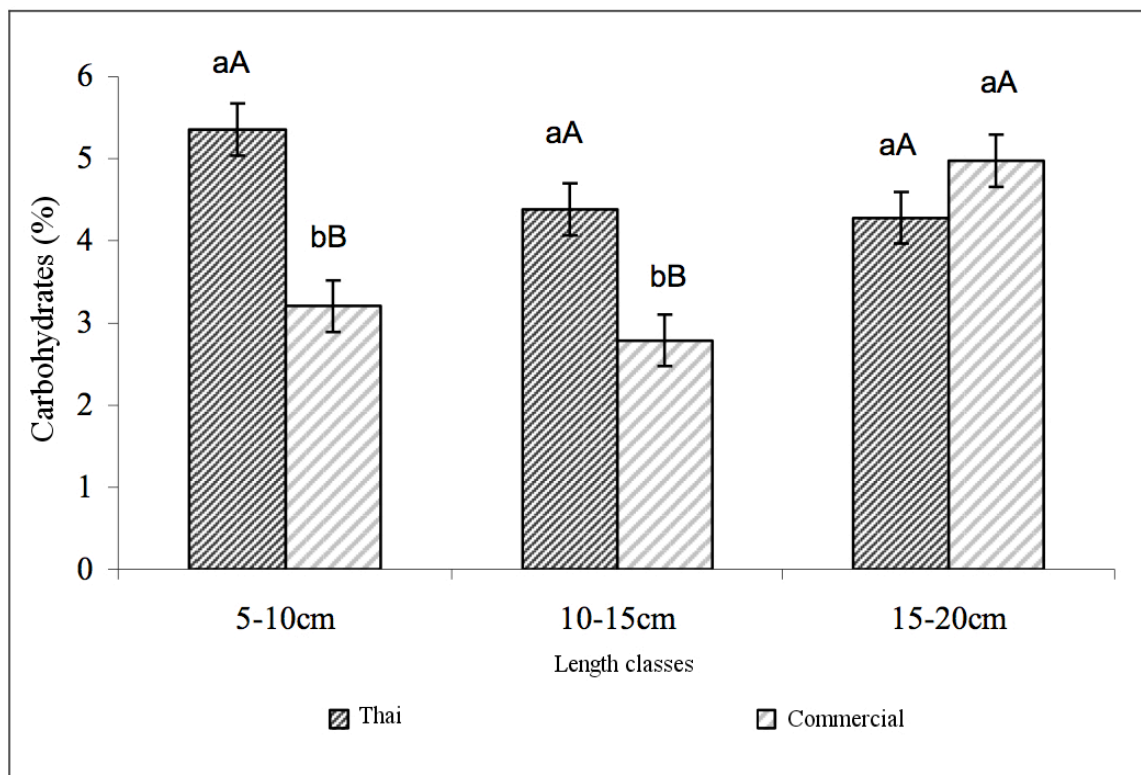 aA
aA
aA
aA
bB
bB
Carbohydrates (%)
6
5
4
3
2
1
0
5-10cm 10-15cm 15-20cm
Length classes
Thai Commercial